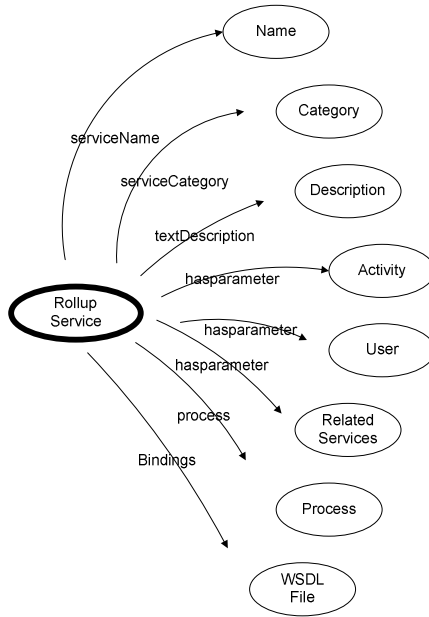 Name
serviceName
Category
serviceCategory
Description
textDescription
Activity
hasparameter
Rollup
Service
User
hasparameter
Related
Services
hasparameter
Process
process
WSDL
File
Bindings